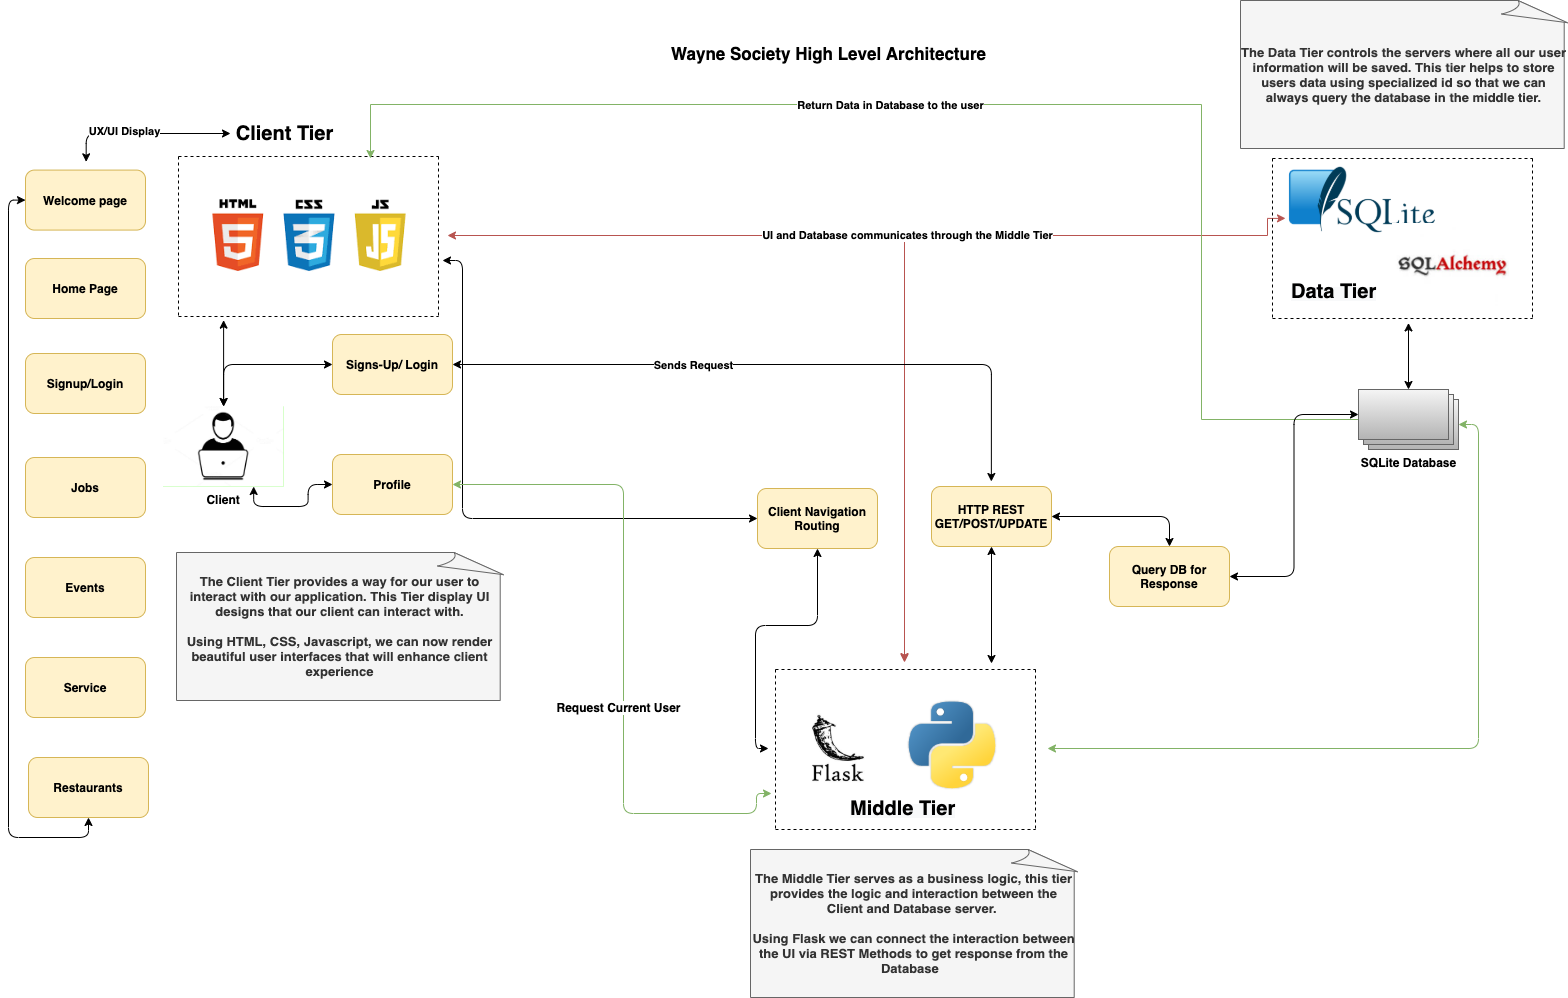 Wayne Society High Level Architecture
The Data Tier controls the servers where all our user
information will be saved. This tier helps to store
users data using specialized id so that we can
always query the database in the middle tier.
Return Data in Database to the user
UX/UI Display
Client Tier
HTML
CSS
JS
Welcome page
Home Page
Signup/Login
Jobs
Events
Service
Restaurants
UI and Database communicates through the Middle Tier
SQLite
SQLAlchemy
Data Tier
Signs-Up/ Login
Sends Request
SQLite Database
Client
Profile
Client Navigation
Routing
HTTP REST
GET/POST/UPDATE
Query DB for
Response
The Client Tier provides a way for our user to
interact with our application. This Tier display UI
designs that our client can interact with.
Using HTML, CSS, Javascript, we can now render
beautiful user interfaces that will enhance client
experience
Request Current User
Flask
Middle Tier
The Middle Tier serves as a business logic, this tier
provides the logic and interaction between the
Client and Database server.
Using Flask we can connect the interaction between
the UI via REST Methods to get response from the
Database